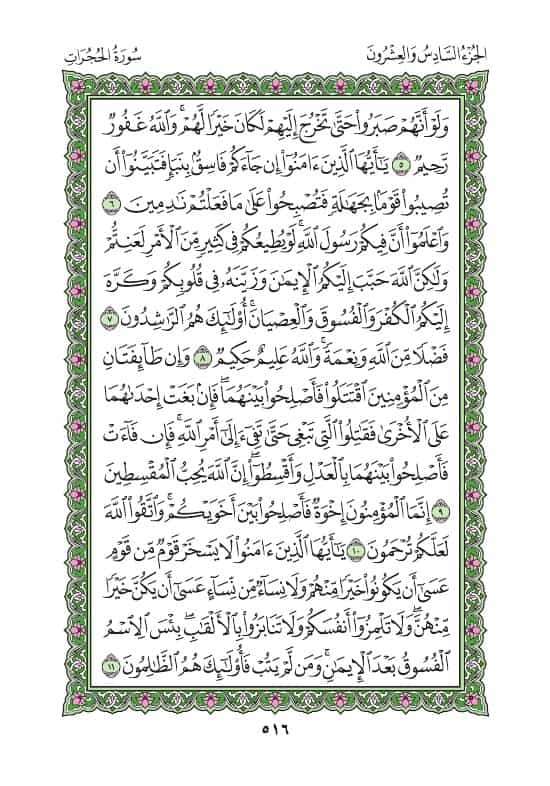 الجُزْءُ السَّادِسُ وَالعِشْرُونَ
سُورَةُ الحُجُرَاتِ
وَلَوۡ أَنَّهُمۡ صَبَرُواْ حَتَّىٰ تَخۡرُجَ إِلَيۡهِمۡ لَكَانَ خَيۡرٗا لَّهُمۡۚ وَٱللَّهُ غَفُورٞ
رَّحِيمٞ ٥ يَٰٓأَيُّهَا ٱلَّذِينَ ءَامَنُوٓاْ إِن جَآءَكُمۡ فَاسِقُۢ بِنَبَإٖ فَتَبَيَّنُوٓاْ أَن
تُصِيبُواْ قَوۡمَۢا بِجَهَٰلَةٖ فَتُصۡبِحُواْ عَلَىٰ مَا فَعَلۡتُمۡ نَٰدِمِينَ ٦
وَٱعۡلَمُوٓاْ أَنَّ فِيكُمۡ رَسُولَ ٱللَّهِۚ لَوۡ يُطِيعُكُمۡ فِي كَثِيرٖ مِّنَ ٱلۡأَمۡرِ لَعَنِتُّمۡ
وَلَٰكِنَّ ٱللَّهَ حَبَّبَ إِلَيۡكُمُ ٱلۡإِيمَٰنَ وَزَيَّنَهُۥ فِي قُلُوبِكُمۡ وَكَرَّهَ
إِلَيۡكُمُ ٱلۡكُفۡرَ وَٱلۡفُسُوقَ وَٱلۡعِصۡيَانَۚ أُوْلَٰٓئِكَ هُمُ ٱلرَّٰشِدُونَ ٧
فَضۡلٗا مِّنَ ٱللَّهِ وَنِعۡمَةٗۚ وَٱللَّهُ عَلِيمٌ حَكِيمٞ ٨ وَإِن طَآئِفَتَانِ
مِنَ ٱلۡمُؤۡمِنِينَ ٱقۡتَتَلُواْ فَأَصۡلِحُواْ بَيۡنَهُمَاۖ فَإِنۢ بَغَتۡ إِحۡدَىٰهُمَا
عَلَى ٱلۡأُخۡرَىٰ فَقَٰتِلُواْ ٱلَّتِي تَبۡغِي حَتَّىٰ تَفِيٓءَ إِلَىٰٓ أَمۡرِ ٱللَّهِۚ فَإِن فَآءَتۡ
فَأَصۡلِحُواْ بَيۡنَهُمَا بِٱلۡعَدۡلِ وَأَقۡسِطُوٓاْۖ إِنَّ ٱللَّهَ يُحِبُّ ٱلۡمُقۡسِطِينَ
٩ إِنَّمَا ٱلۡمُؤۡمِنُونَ إِخۡوَةٞ فَأَصۡلِحُواْ بَيۡنَ أَخَوَيۡكُمۡۚ وَٱتَّقُواْ ٱللَّهَ
لَعَلَّكُمۡ تُرۡحَمُونَ ١٠ يَٰٓأَيُّهَا ٱلَّذِينَ ءَامَنُواْ لَا يَسۡخَرۡ قَوۡمٞ مِّن قَوۡمٍ
عَسَىٰٓ أَن يَكُونُواْ خَيۡرٗا مِّنۡهُمۡ وَلَا نِسَآءٞ مِّن نِّسَآءٍ عَسَىٰٓ أَن يَكُنَّ خَيۡرٗا
مِّنۡهُنَّۖ وَلَا تَلۡمِزُوٓاْ أَنفُسَكُمۡ وَلَا تَنَابَزُواْ بِٱلۡأَلۡقَٰبِۖ بِئۡسَ ٱلِٱسۡمُ
ٱلۡفُسُوقُ بَعۡدَ ٱلۡإِيمَٰنِۚ وَمَن لَّمۡ يَتُبۡ فَأُوْلَٰٓئِكَ هُمُ ٱلظَّٰلِمُونَ ١١
٥١٦